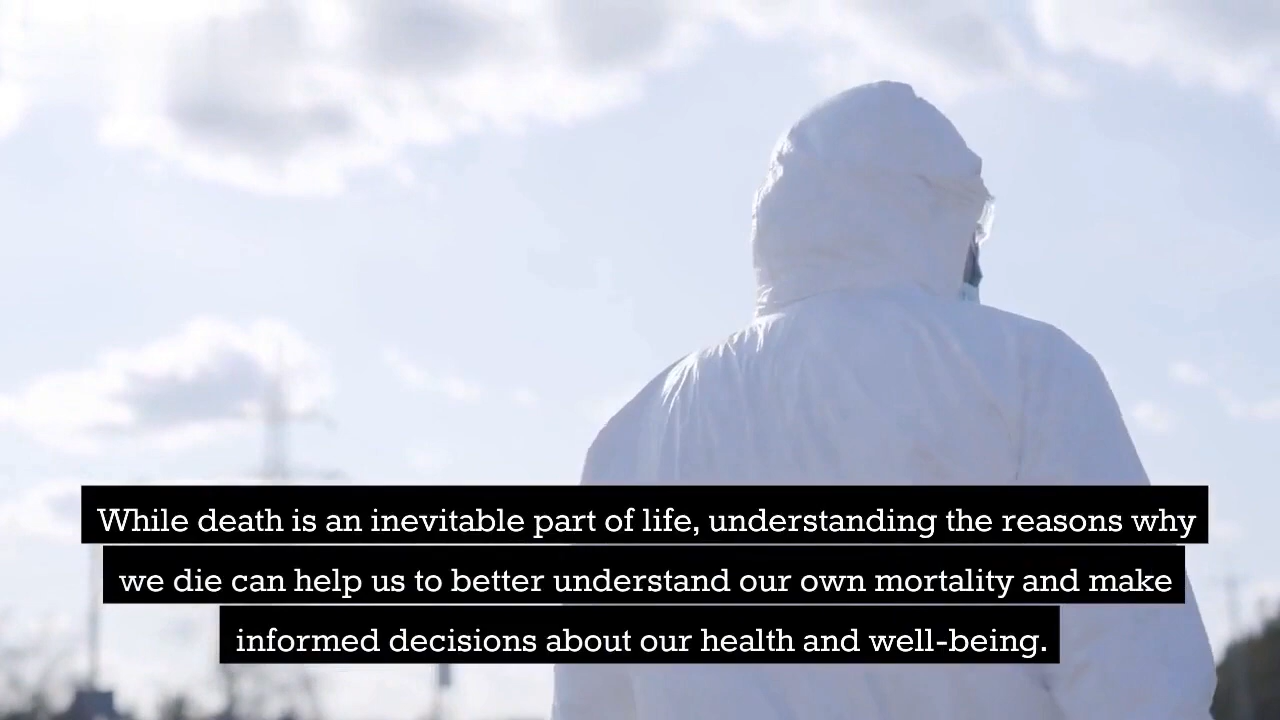 While death is an inevitable part of life, understanding the reasons why
we die can help us to better understand our own mortality and make
informed decisions about our health and well-being.